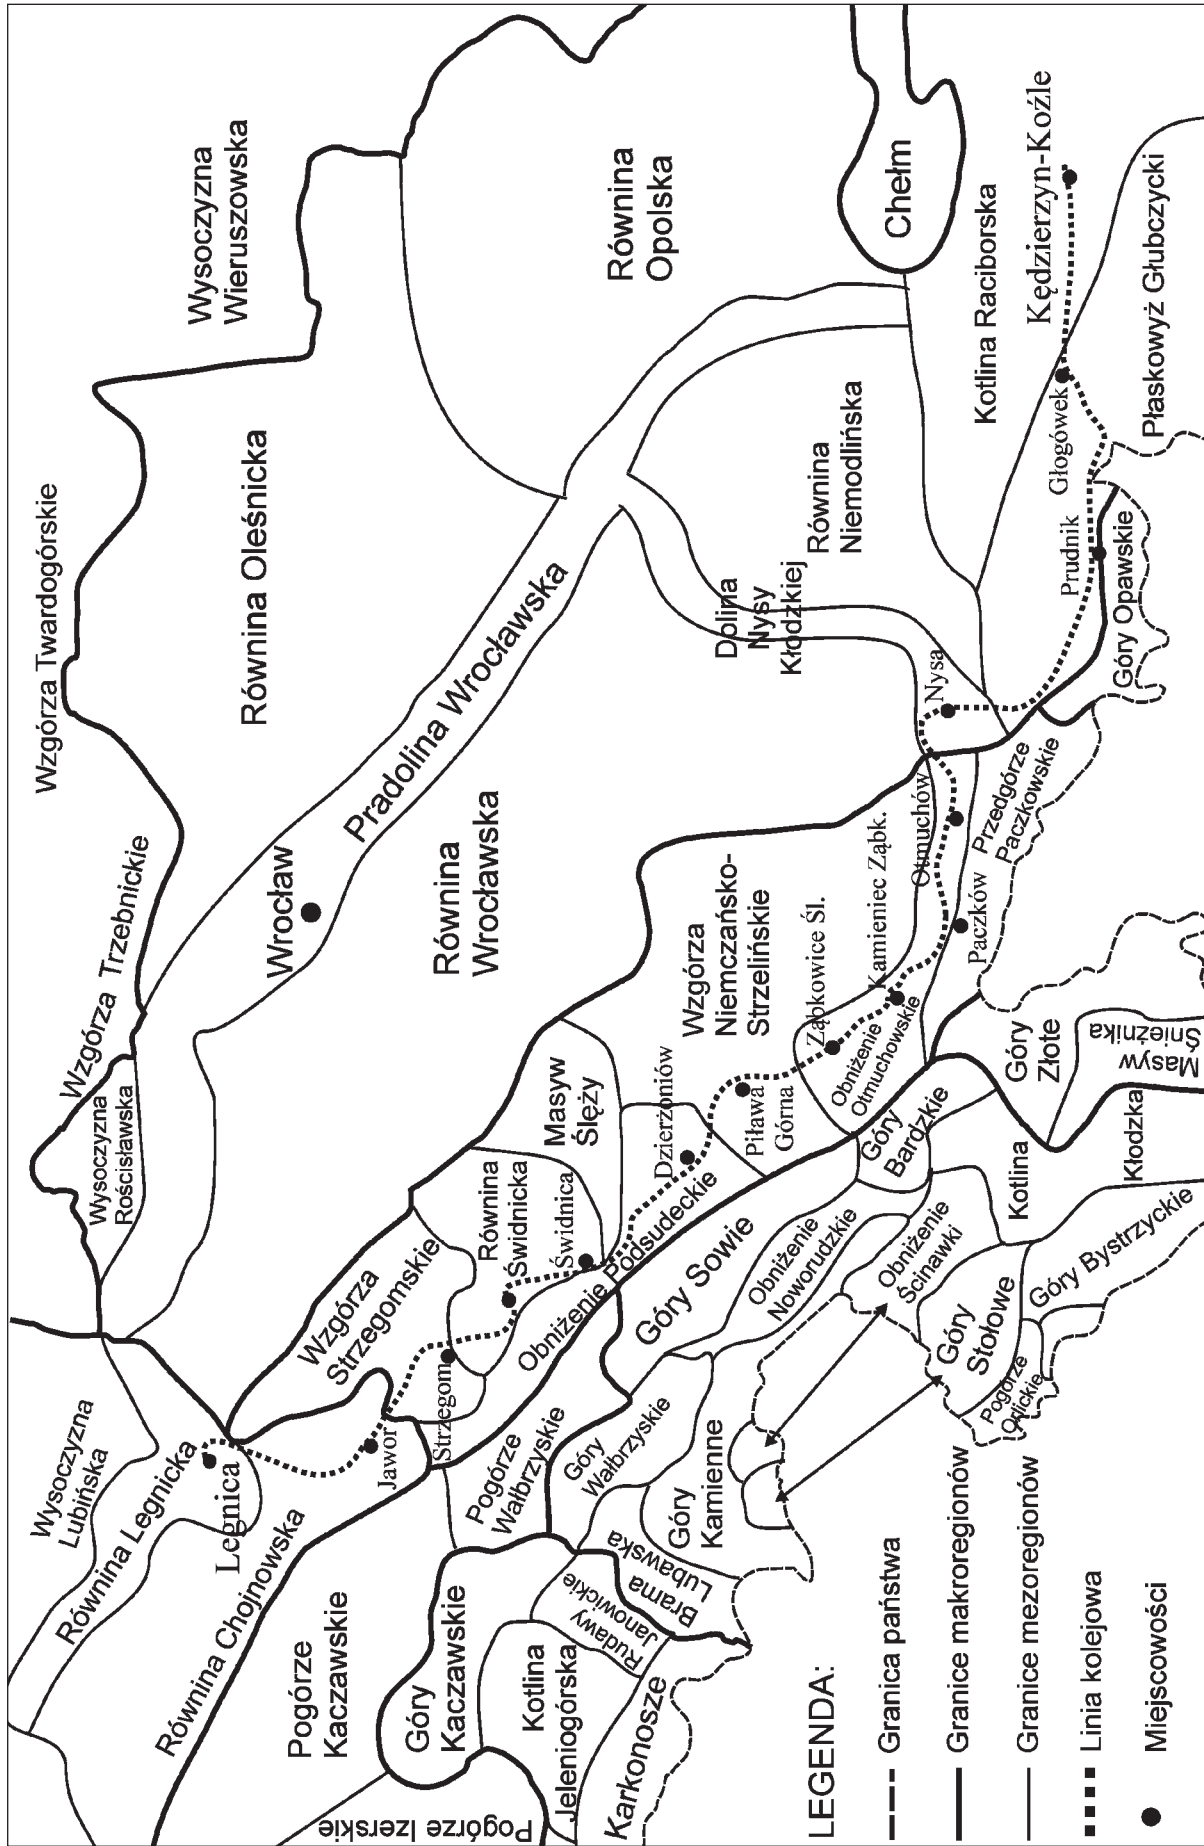 Wzgórza Twardogórskie
Wysoczyzna
Wieruszowska
Wzgórza Trzebnickie
Wysoczyzna
Rościsławska
Równina Oleśnicka
Wysoczyzna
Lubińska
Równina Legnicka
Legnica
Równina Chojnowska
Wrocław
Pradolina Wrocławska
Równina
Opolska
Wzgórza
Strzegomskie
Jawor
Strzegom
Równina
Świdnicka
Świdnica
Masyw
Ślęży
Równina
Wrocławska
Pogórze
Kaczawskie
Pogórze Izerskie
Góry
Kaczawskie
Pogórze
Wałbrzyskie
Obniżenie Podsudeckie
Dzierżoniów
Piława
Górna
Wzgórza
Niemczańsko-
Strzelińskie
Dolina
Nysy
Kłodzkiej
Równina
Niemodlińska
Chełm
Kotlina
Jeleniogórska
Karkonosze
Rudawy
Janowickie
Brama
Lubawska
Góry
Wałbrzyskie
Góry
Kamienne
Góry Sowie
Obniżenie
Noworudzkie
Ząbkowice Śl.
Obniżenie
Otmuchowskie
Kamieniec Ząbk.
Otmuchów
Paczków
Nysa
Przedgórze
Paczkowskie
Kotlina Raciborska
Kędzierzyn-Koźle
Głogówek
Prudnik
Góry Opawskie
Płaskowyż Głubczycki
Góry
Bardzkie
Obniżenie
Ścinawki
Góry
Stołowe
Pogórze
Orlickie
Góry Bystrzyckie
Kotlina
Kłodzka
Góry
Złote
Masyw
Śnieżnika
LEGENDA:
Granica państwa
Granice makroregionów
Granice mezoregionów
Linia kolejowa
Miejscowości